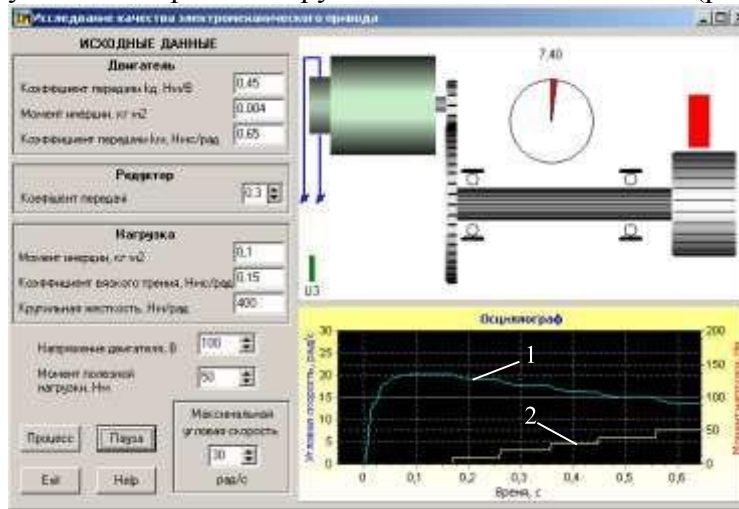 Исследвание качества электромеханического привода
ИСХОДНЫЕ ДАННЫЕ
Двигатель
Коэффициент передачи kд, Нм/В 0,45
Момент инерции, кг м2 0.004
Коэффициент передачи kм, Нмс/рад 0,65
Редуктор
0.3
Нагрузка
Момент инерции, кг м2 0,1
Коэффициент вязкого трения, Нмс/рад 0.15
Крутильная жесткость, Нм/рад 400
Напряжение двигателя, В 100
Момент полезной
нагрузки, Нм 50
Максимальная
угловая скорость
30
рад/с
Процесс Пауза
Exit Help
7,40
U3
Осциллограф
Угловая скорость, рад/с
30
25
20
15
10
5
0
200
150
100
50
0
Момент нагрузки,
1
2
0 0,1 0,2 0,3 0,4 0,5 0,6
Время, с